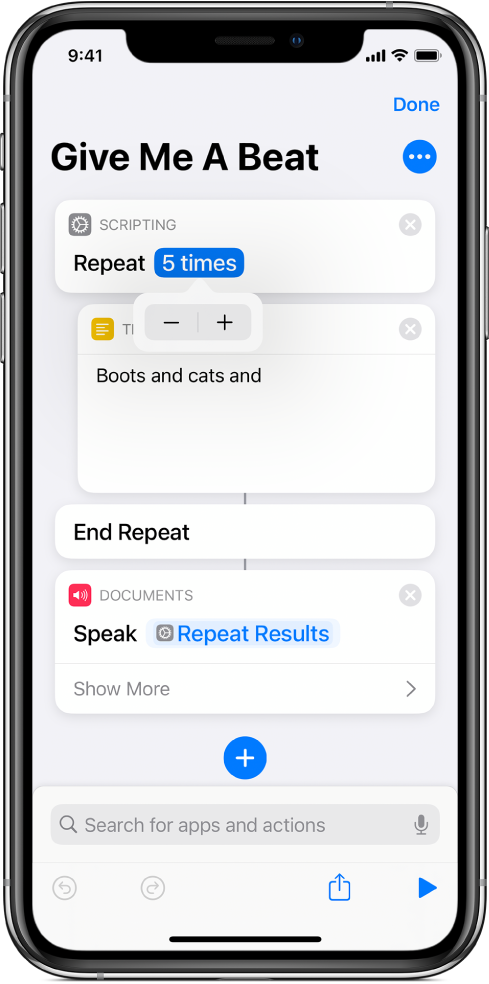 9:41
Done
Give Me A Beat
SCRIPTING
Repeat 5 times
− +
Boots and cats and
End Repeat
DOCUMENTS
Speak Repeat Results
Show More
Search for apps and actions